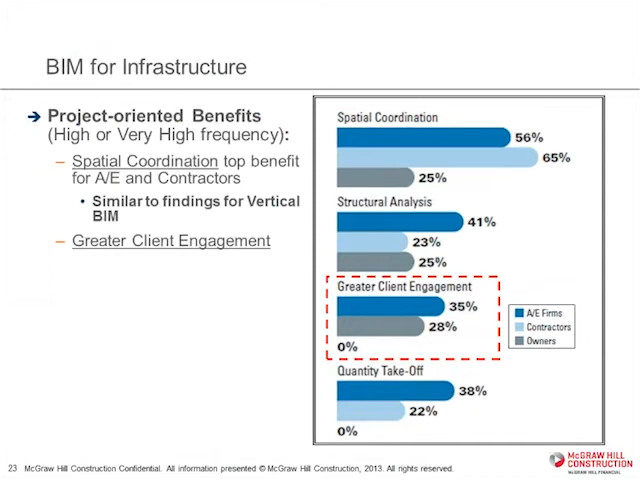 BIM for Infrastructure
➔ Project-oriented Benefits
(High or Very High frequency):
– Spatial Coordination top benefit
for A/E and Contractors
• Similar to findings for Vertical
BIM
– Greater Client Engagement
Spatial Coordination
56%
65%
25%
Structural Analysis
41%
23%
25%
Greater Client Engagement
35%
28%
0%
A/E Firms
Contractors
Owners
Quantity Take-Off
38%
22%
0%
23 McGraw Hill Construction Confidential. All information presented © McGraw Hill Construction, 2013. All rights reserved.
McGRAW HILL
CONSTRUCTION
McGRAW HILL FINANCIAL